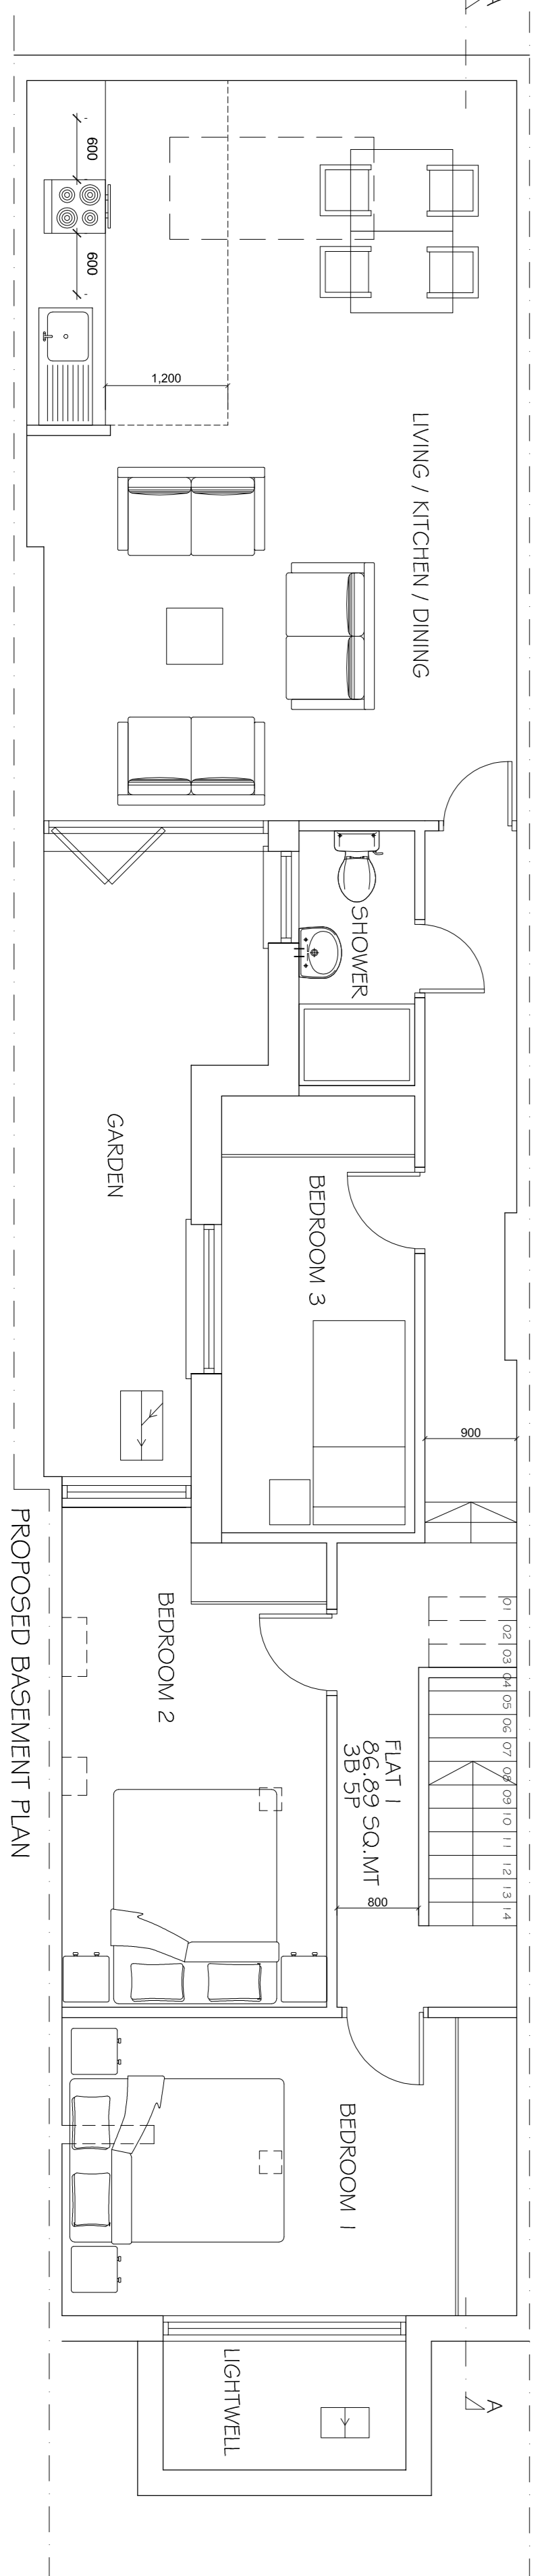 A
600
600
1,200
LIVING / KITCHEN / DINING
SHOWER
GARDEN
BEDROOM 3
900
01 02 03 04 05 06 07 08 09 10 11 12 13 14
BEDROOM 2
FLAT 1
86.89 SQ.MT
3B 5P
800
BEDROOM 1
LIGHTWELL
A
PROPOSED BASEMENT PLAN